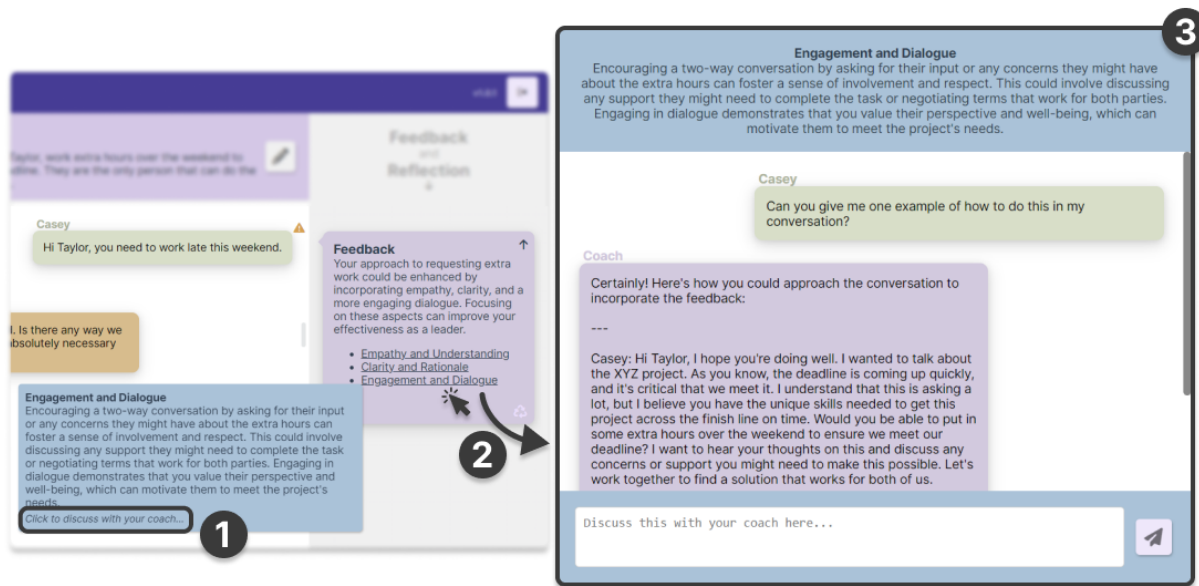 Feedback
and
Reflection
Taylor, work extra hours over the weekend to
They are the only person that can do the
Casey
Hi Taylor, you need to work late this weekend.
Is there any way we
absolutely necessary
Feedback
Your approach to requesting extra
work could be enhanced by
incorporating empathy, clarity, and a
more engaging dialogue. Focusing
on these aspects can improve your
effectiveness as a leader.
• Empathy and Understanding
• Clarity and Rationale
• Engagement and Dialogue
Engagement and Dialogue
Encouraging a two-way conversation by asking for their input
or any concerns they might have about the extra hours can
foster a sense of involvement and respect. This could involve
discussing any support they might need to complete the task
or negotiating terms that work for both parties. Engaging in
dialogue demonstrates that you value their perspective and
well-being, which can motivate them to meet the project's
needs.
Click to discuss with your coach...
1
2
3
Engagement and Dialogue
Encouraging a two-way conversation by asking for their input or any concerns they might have
about the extra hours can foster a sense of involvement and respect. This could involve discussing
any support they might need to complete the task or negotiating terms that work for both parties.
Engaging in dialogue demonstrates that you value their perspective and well-being, which can
motivate them to meet the project's needs.
Casey
Can you give me one example of how to do this in my
conversation?
Coach
Certainly! Here's how you could approach the conversation to
incorporate the feedback:
---
Casey: Hi Taylor, I hope you're doing well. I wanted to talk about
the XYZ project. As you know, the deadline is coming up quickly,
and it's critical that we meet it. I understand that this is asking a
lot, but I believe you have the unique skills needed to get this
project across the finish line on time. Would you be able to put in
some extra hours over the weekend to ensure we meet our
deadline? I want to hear your thoughts on this and discuss any
concerns or support you might need to make this possible. Let's
work together to find a solution that works for both of us.
Discuss this with your coach here...